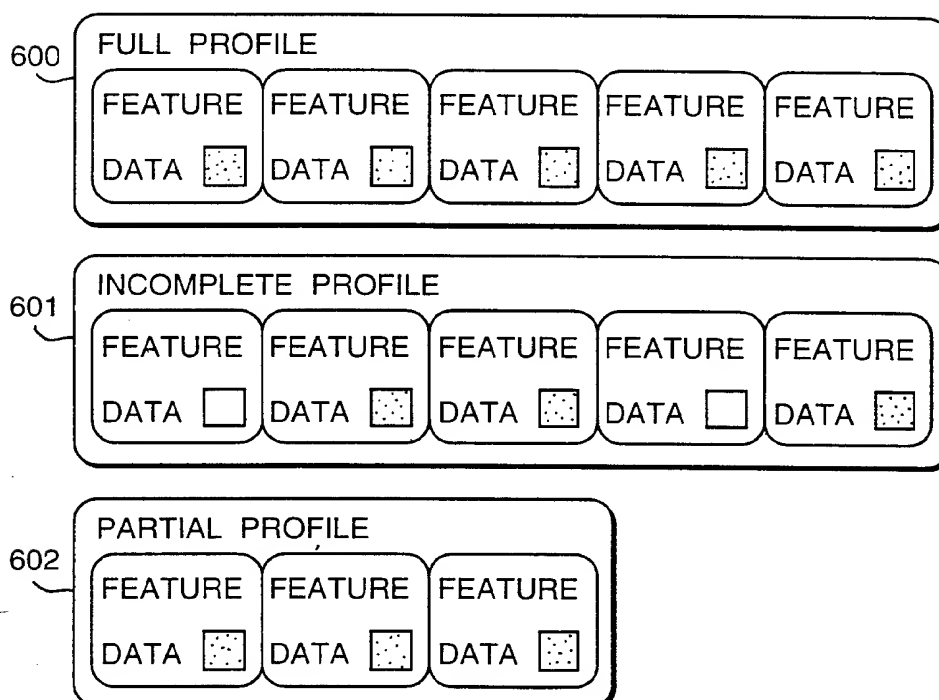 600
FULL PROFILE
FEATURE FEATURE FEATURE FEATURE FEATURE
DATA DATA DATA DATA DATA
601
INCOMPLETE PROFILE
FEATURE FEATURE FEATURE FEATURE FEATURE
DATA DATA DATA DATA DATA
602
PARTIAL PROFILE
FEATURE FEATURE FEATURE
DATA DATA DATA